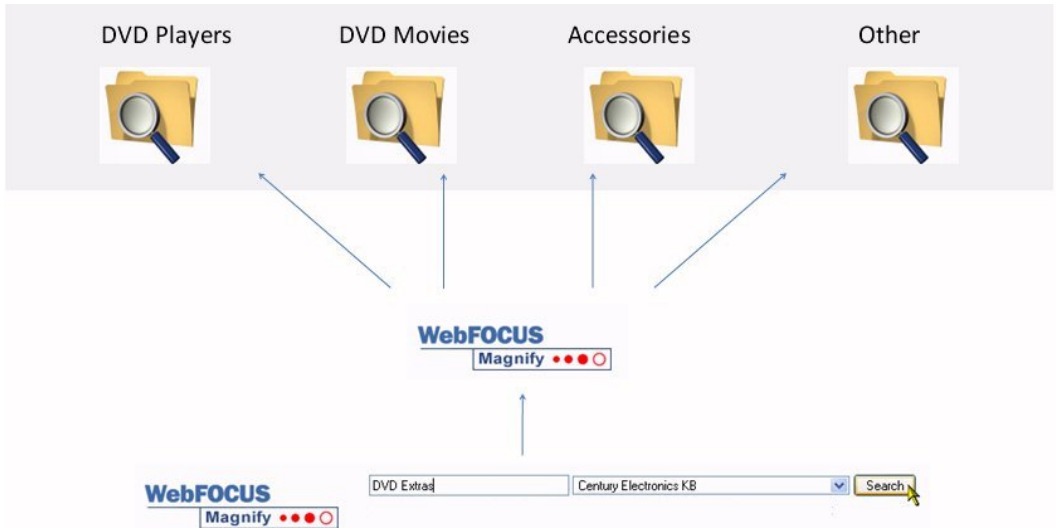 DVD Players DVD Movies Accessories Other
WebFOCUS
Magnify
WebFOCUS
Magnify
DVD Extras Century Electronics KB Search